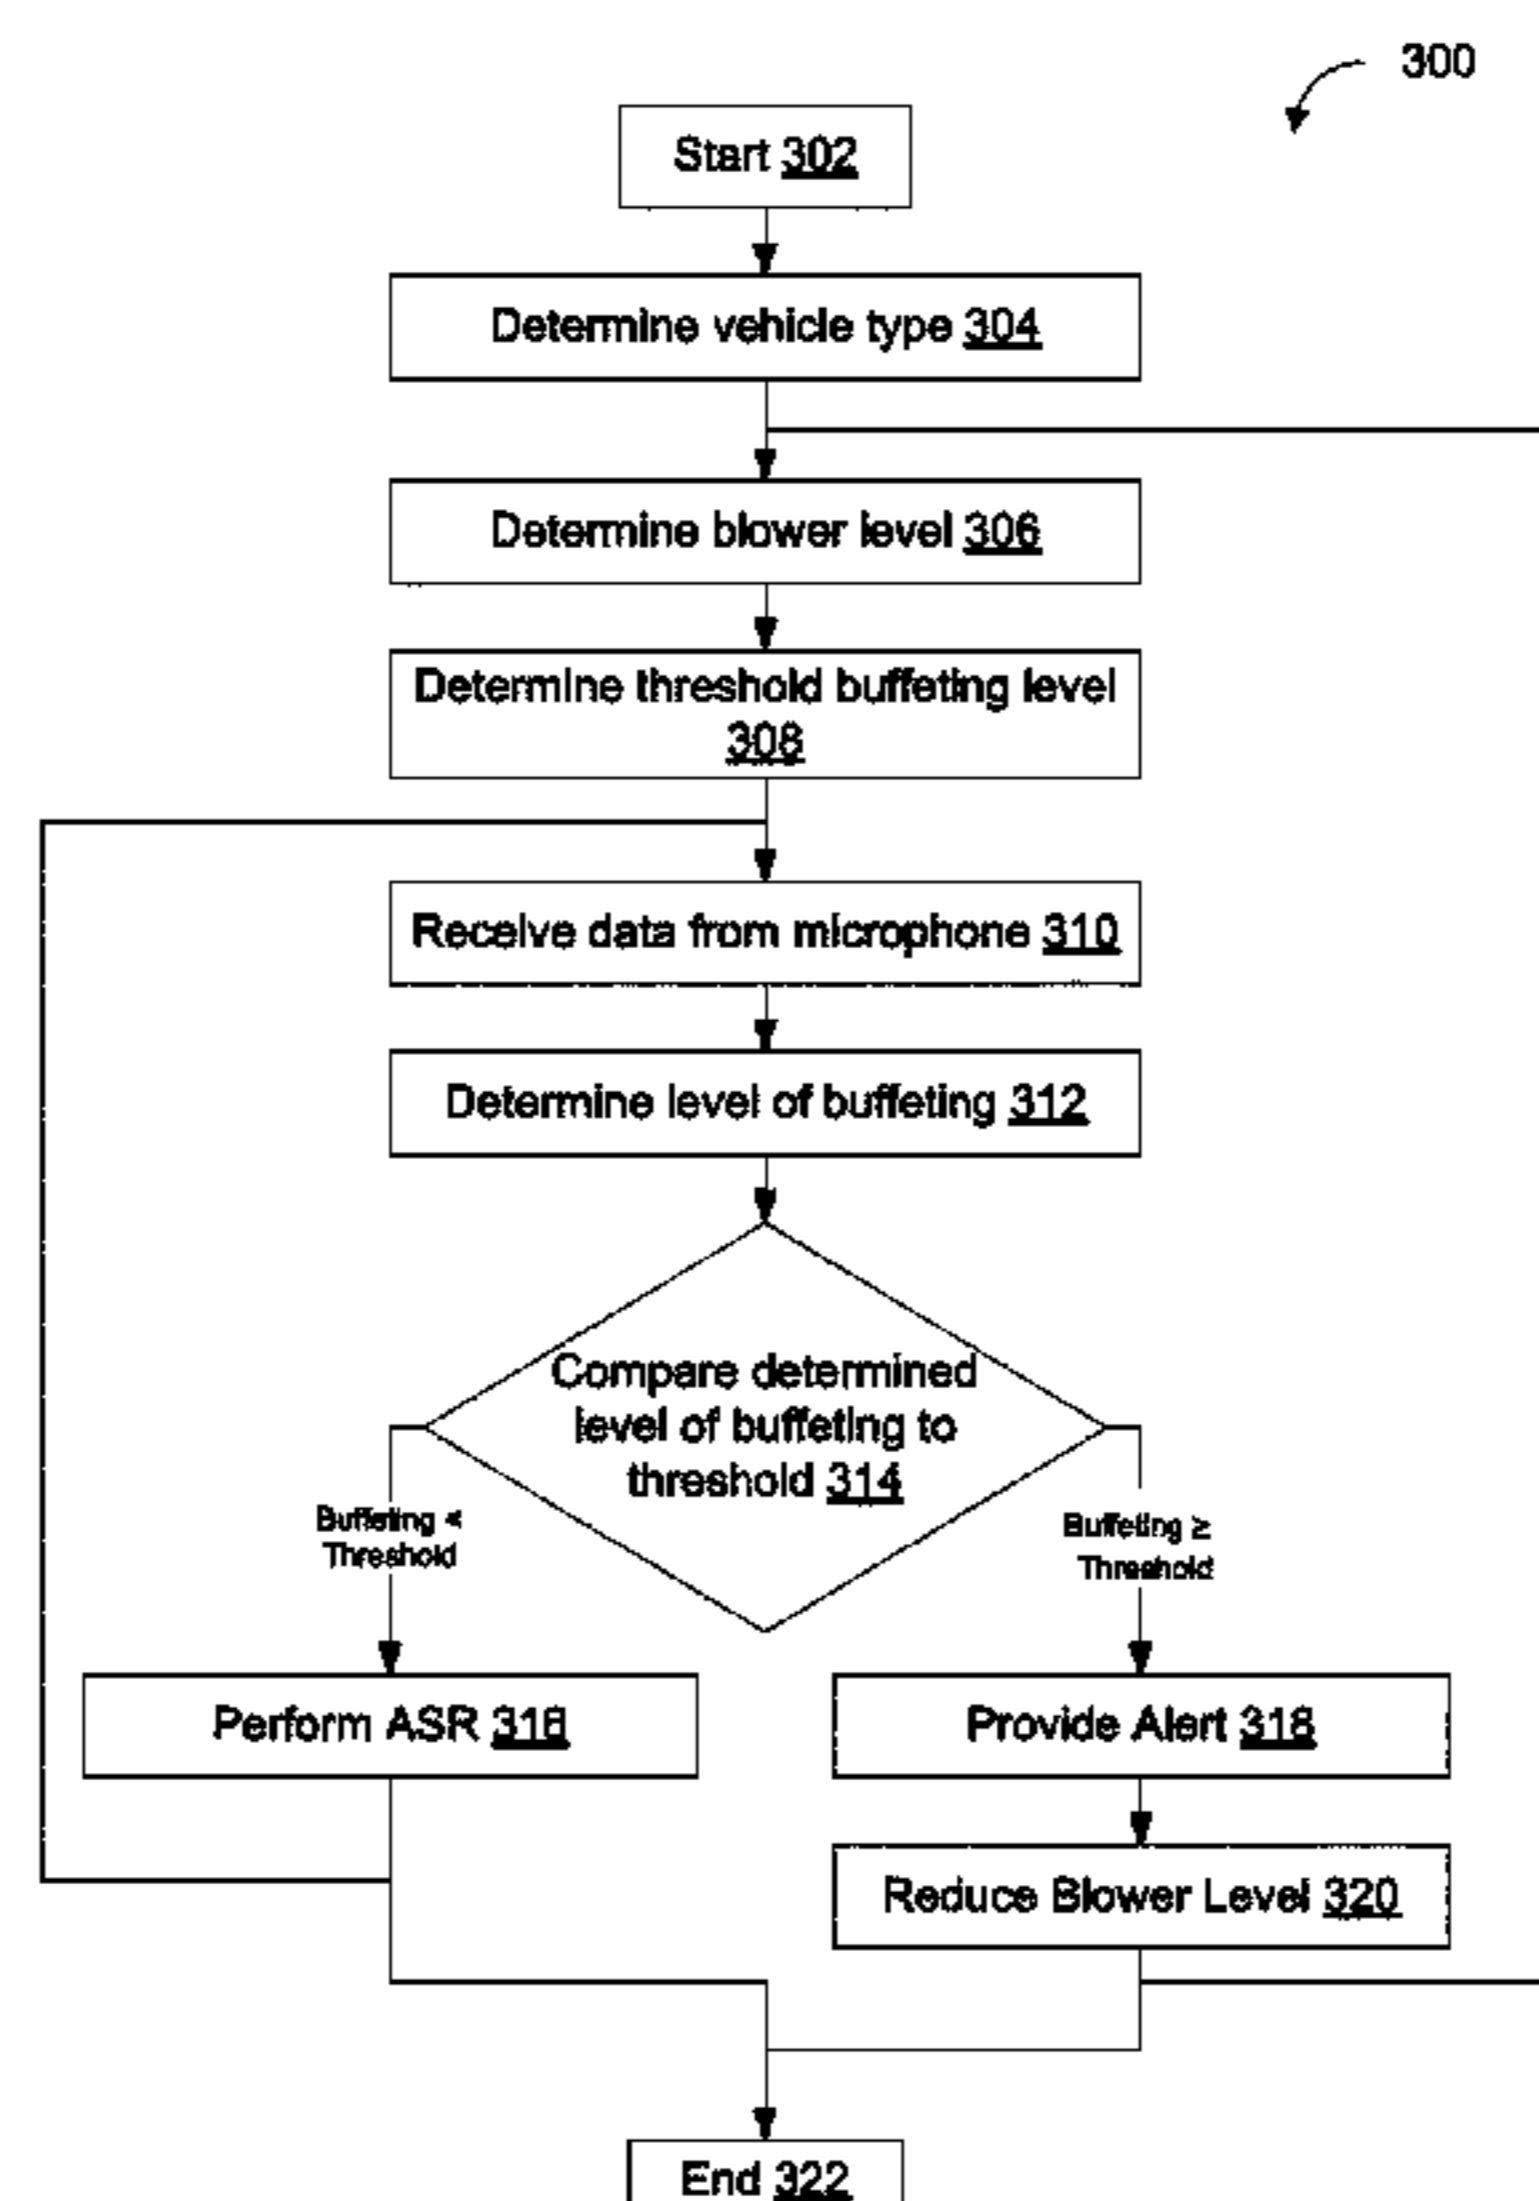 300
Start 302
Determine vehicle type 304
Determine blower level 306
Determine threshold buffeting level
308
Receive data from microphone 310
Determine level of buffeting 312
Compare determined
level of buffeting to
threshold 314
Buffeting <
Threshold
Buffeting ≥
Threshold
Perform ASR 316
Provide Alert 318
Reduce Blower Level 320
End 322